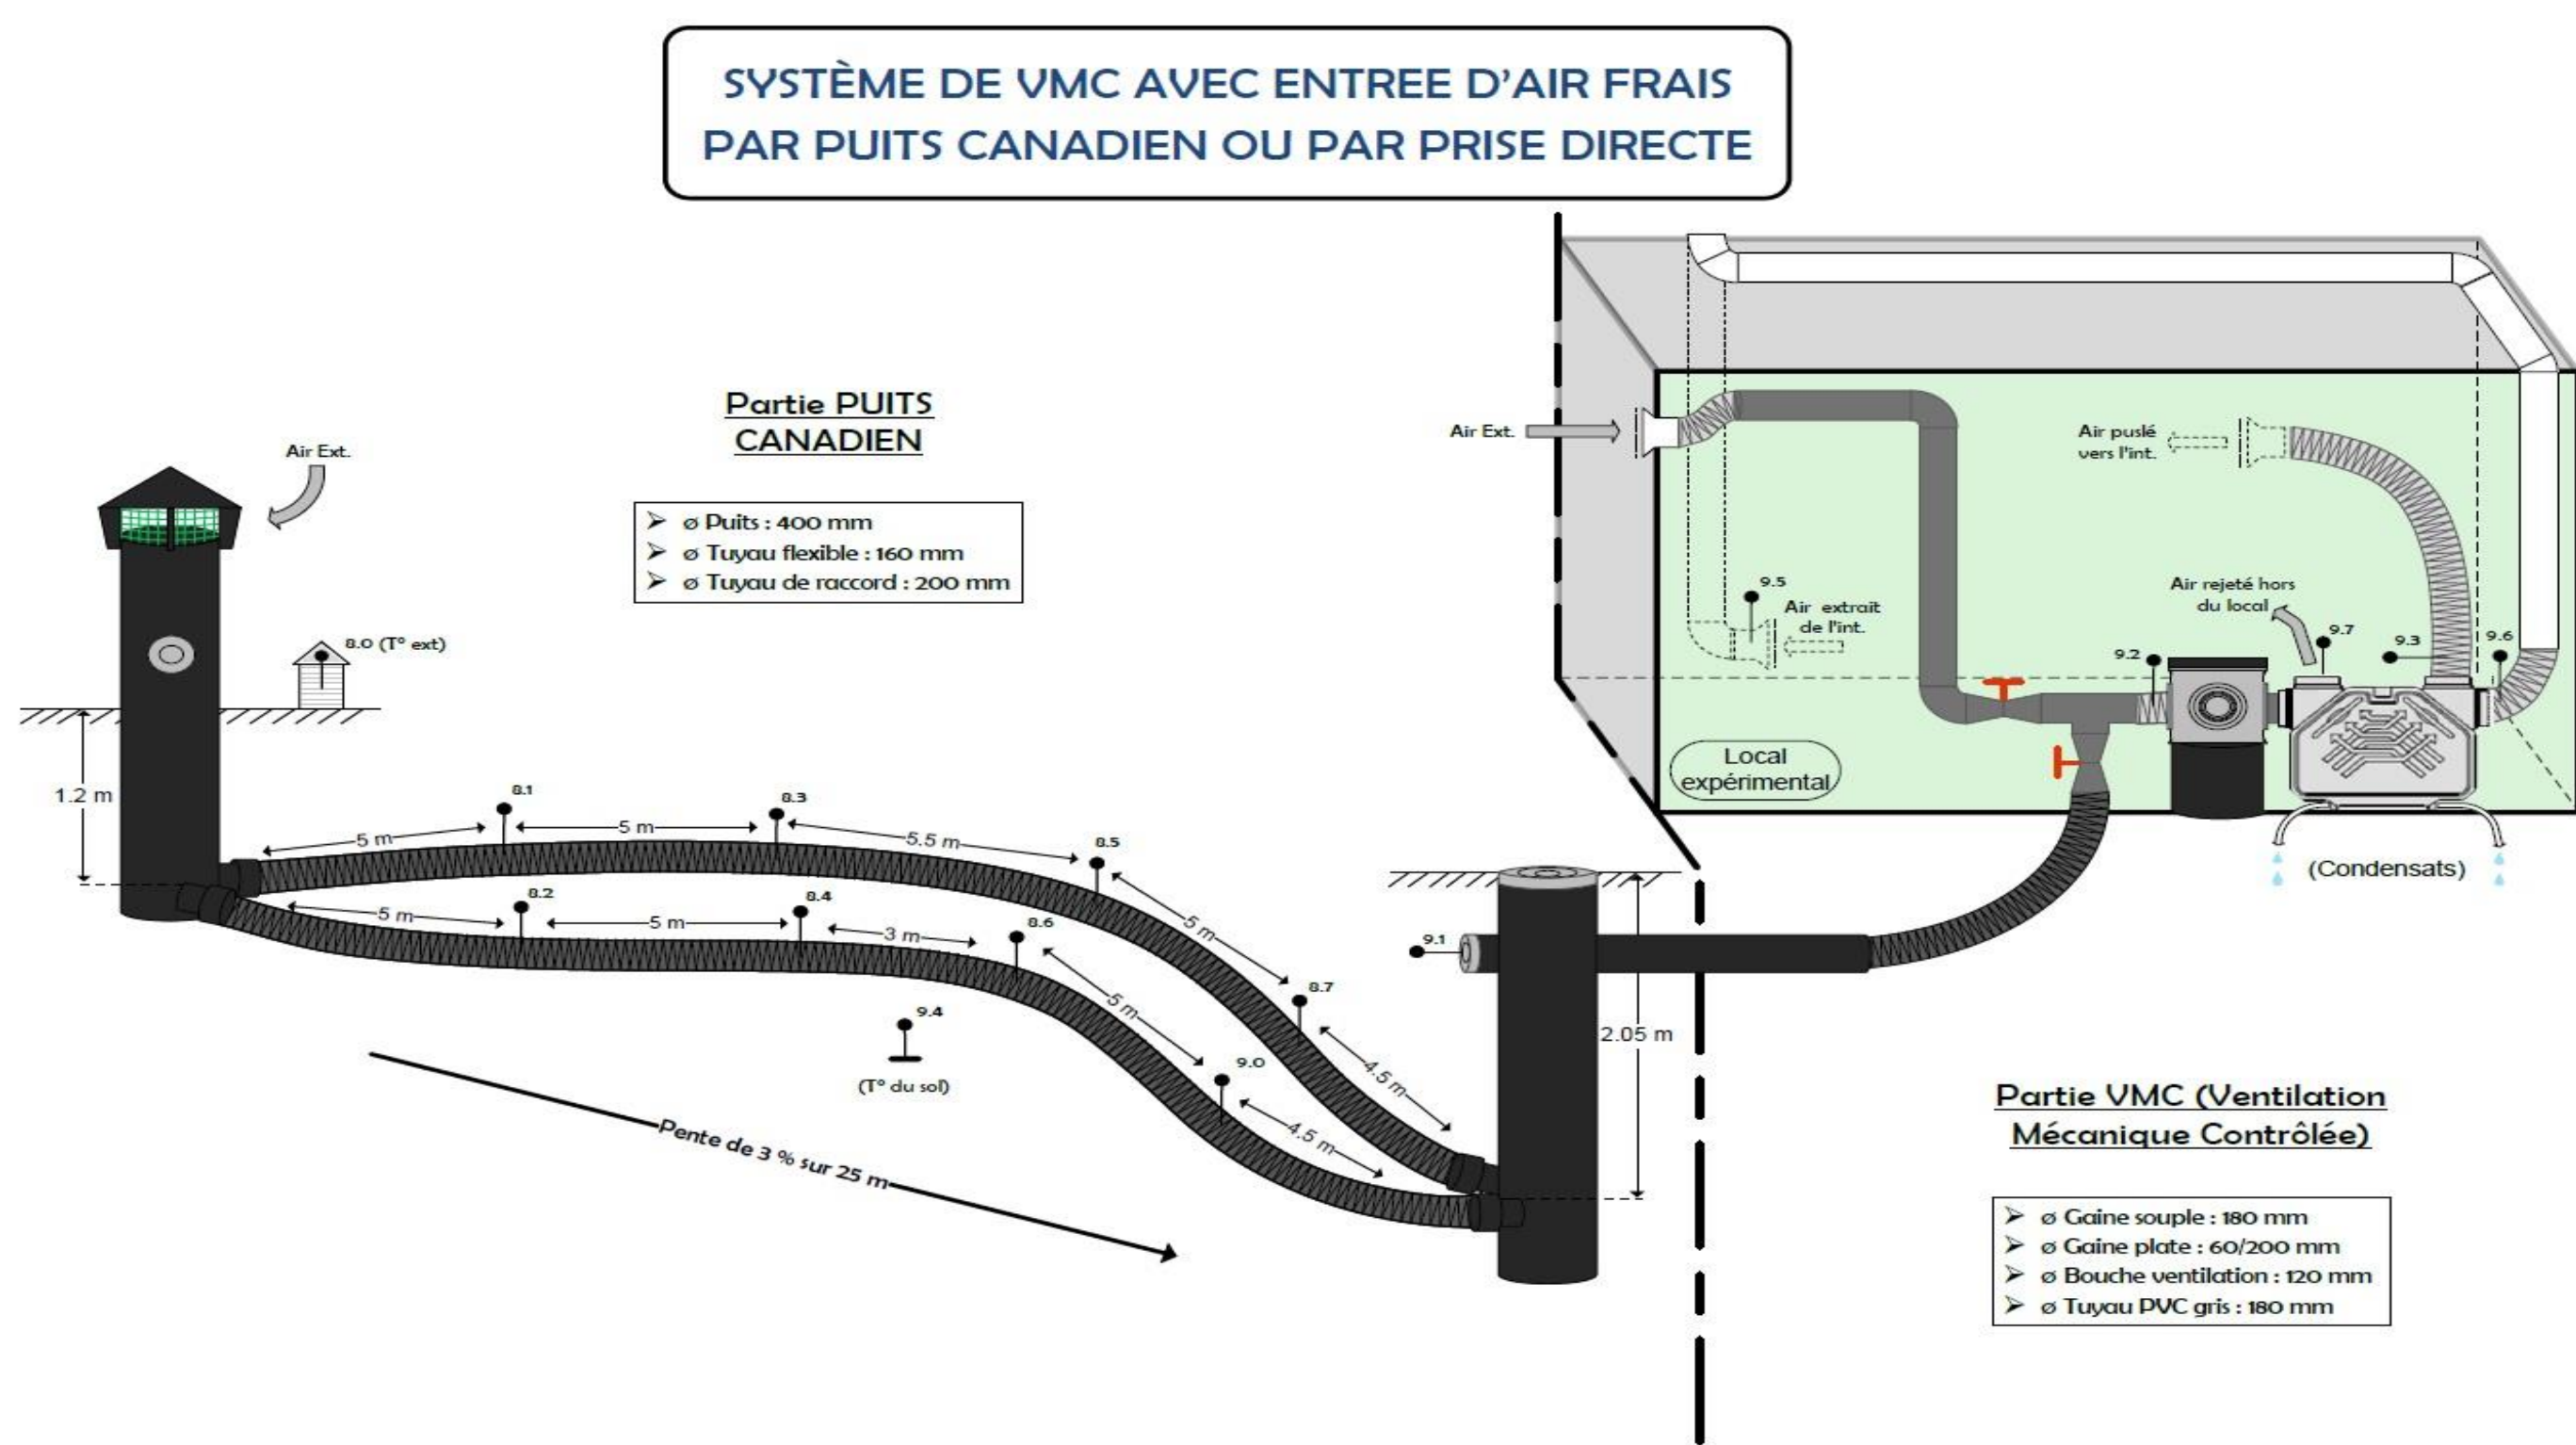 SYSTÈME DE VMC AVEC ENTREE D'AIR FRAIS
PAR PUITS CANADIEN OU PAR PRISE DIRECTE
Partie PUITS
CANADIEN
➢ ø Puits : 400 mm
➢ ø Tuyau flexible : 160 mm
➢ ø Tuyau de raccord : 200 mm
Air Ext.
8.0 (T° ext)
1.2 m
5 m
8.1
5 m
8.3
5.5 m
8.5
5 m
8.7
4.5 m
5 m
8.2
5 m
8.4
3 m
8.6
5 m
9.0
4.5 m
9.4
(T° du sol)
Pente de 3 % sur 25 m
9.1
2.05 m
Air Ext.
Air puslé
vers l'int.
9.5
Air extrait
de l'int.
Air rejeté hors
du local
9.2
9.7
9.3
9.6
Local
expérimental
(Condensats)
Partie VMC (Ventilation
Mécanique Contrôlée)
➢ ø Gaine souple : 180 mm
➢ ø Gaine plate : 60/200 mm
➢ ø Bouche ventilation : 120 mm
➢ ø Tuyau PVC gris : 180 mm